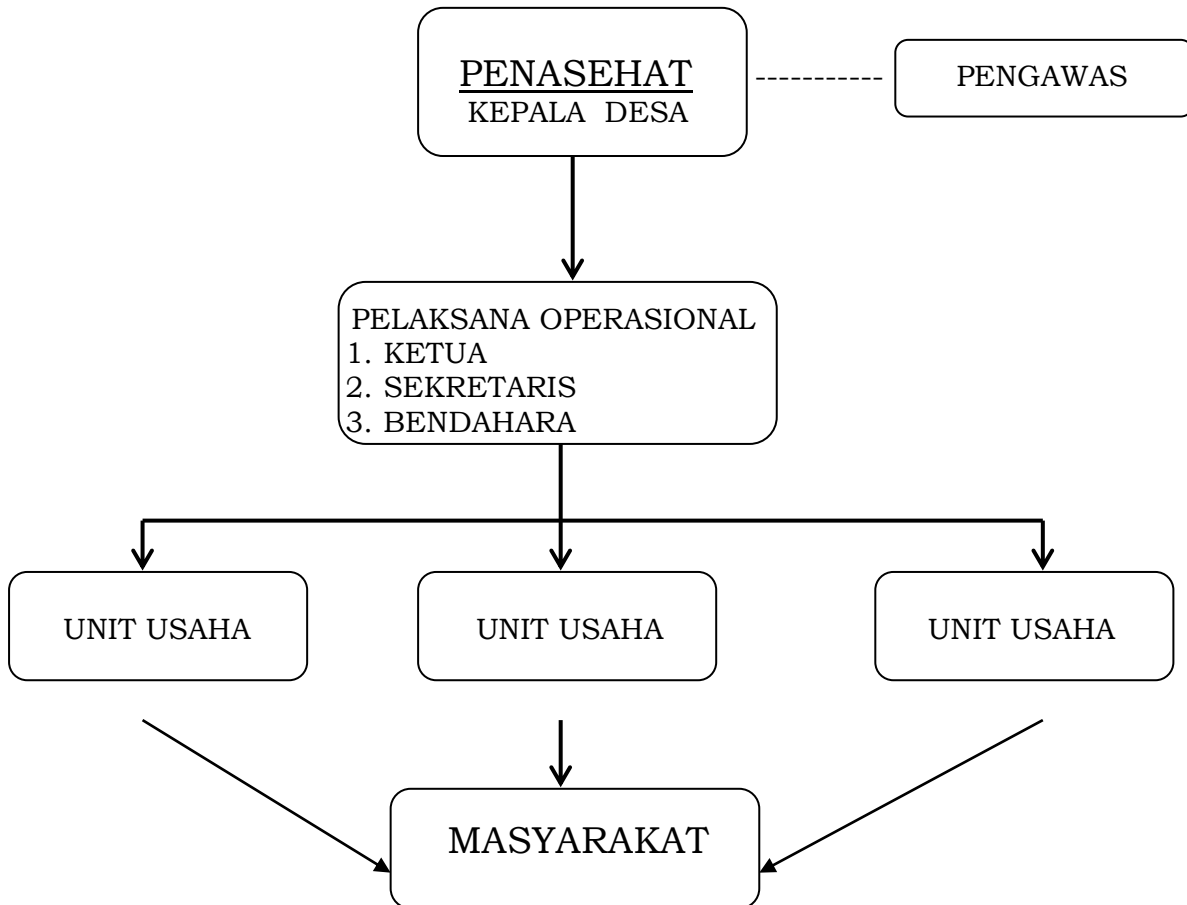 PENASEHAT
KEPALA DESA
PENGAWAS
PELAKSANA OPERASIONAL
1. KETUA
2. SEKRETARIS
3. BENDAHARA
UNIT USAHA
UNIT USAHA
UNIT USAHA
MASYARAKAT